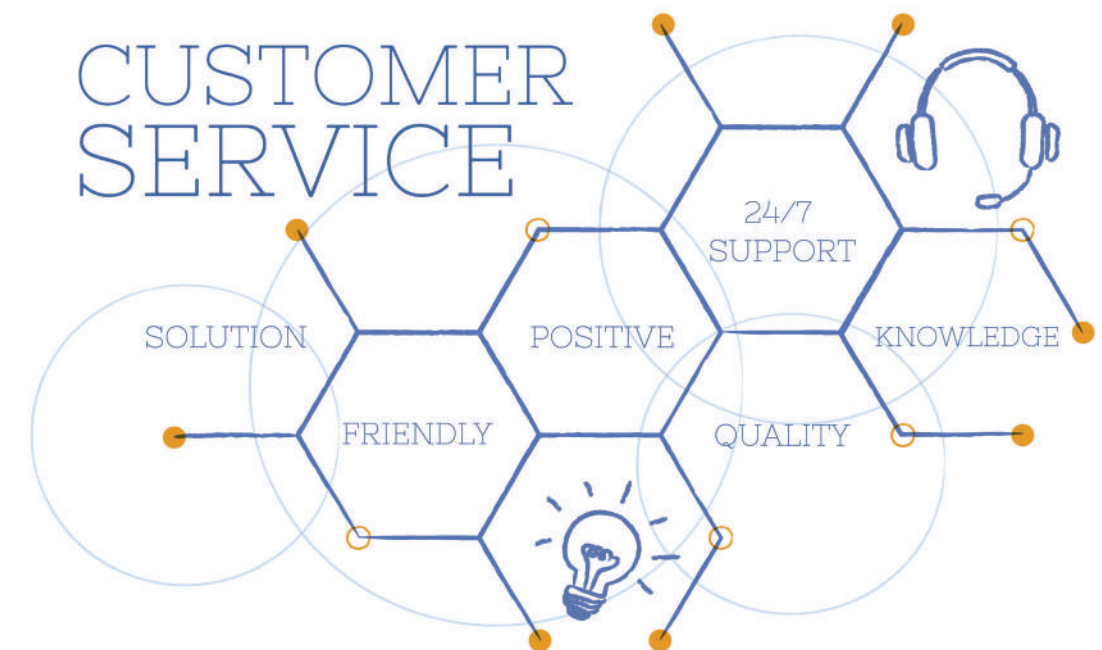 CUSTOMER
SERVICE
24/7
SUPPORT
SOLUTION
POSITIVE
KNOWLEDGE
FRIENDLY
QUALITY